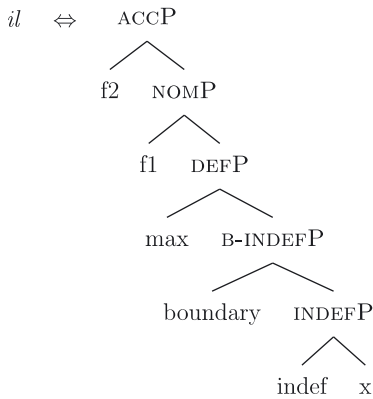 il ⇔ ACCP
f2 NOMP
f1 DEFP
max B-INDEFP
boundary INDEFP
indef x